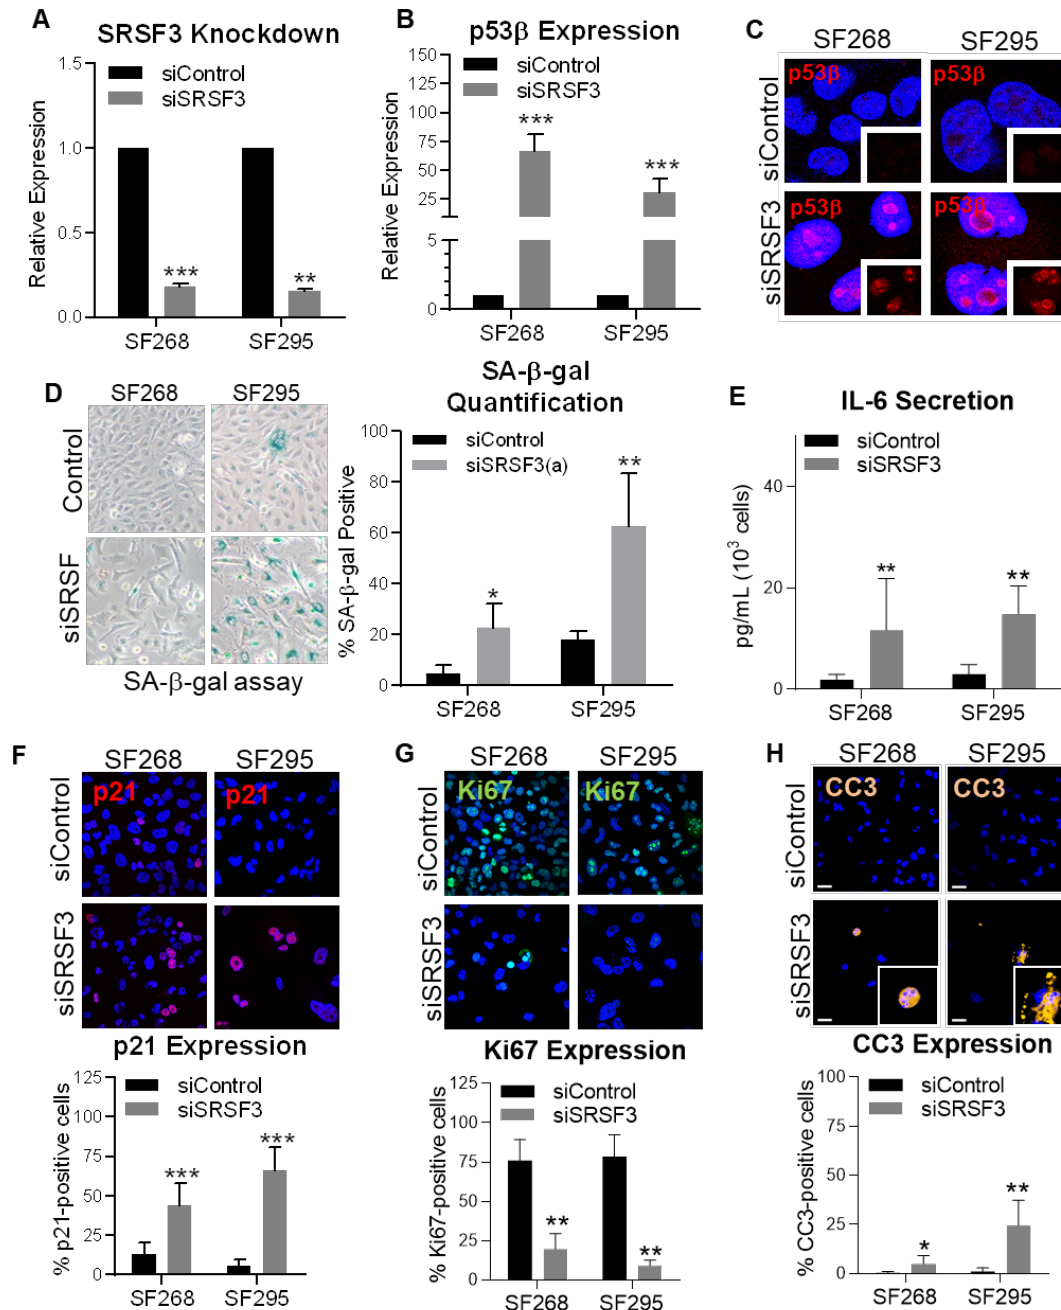 A
SRSF3 Knockdown
siControl
siSRSF3
Relative Expression
1.5
1.0
0.5
0.0
***
**
SF268
SF295
B
p53β Expression
siControl
siSRSF3
Relative Expression
150
125
100
75
50
25
5
0
***
***
SF268
SF295
C
SF268
SF295
siControl
p53β
p53β
siSRSF3
p53β
p53β
D
SF268
SF295
Control
siSRSF
SA-β-gal assay
SA-β-gal
Quantification
siControl
siSRSF3(a)
% SA-β-gal Positive
100
80
60
40
20
0
*
**
SF268
SF295
E
IL-6 Secretion
siControl
siSRSF3
pg/mL (10³ cells)
40
20
0
**
**
SF268
SF295
F
SF268
SF295
siControl
p21
p21
siSRSF3
p21 Expression
siControl
siSRSF3
% p21-positive cells
125
100
75
50
25
0
***
***
SF268
SF295
G
SF268
SF295
siControl
Ki67
Ki67
siSRSF3
Ki67 Expression
siControl
siSRSF3
% Ki67-positive cells
125
100
75
50
25
0
**
**
SF268
SF295
H
SF268
SF295
siControl
CC3
CC3
siSRSF3
CC3 Expression
siControl
siSRSF3
% CC3-positive cells
100
50
0
*
**
SF268
SF295